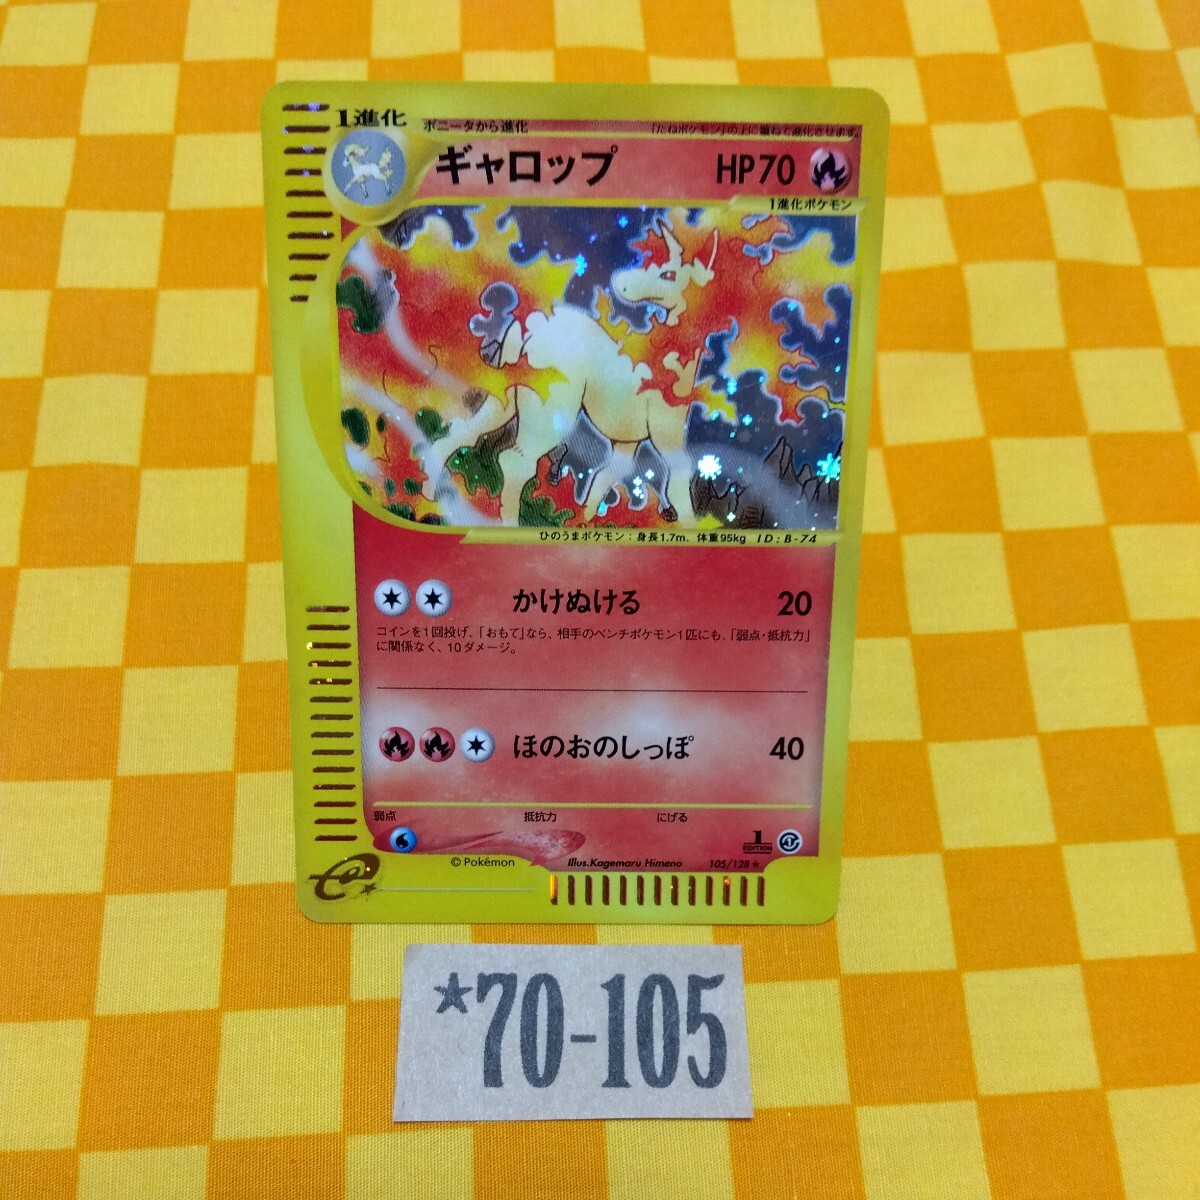 1進化
ポニータから進化
「たねポケモン」の上に重ねて進化させます。
ギャロップ HP70
1進化ポケモン
ひのうまポケモン：身長1.7m、体重95kg ID:B-74
かけぬける 20
コインを1回投げ、「おもて」なら、相手のベンチポケモン1匹にも、「弱点・抵抗力」
に関係なく、10ダメージ。
ほのおのしっぽ 40
弱点 抵抗力 にげる
1
EDITION
© Pokémon Illus.Kagemaru Himeno 105/128★
e★
★70-105